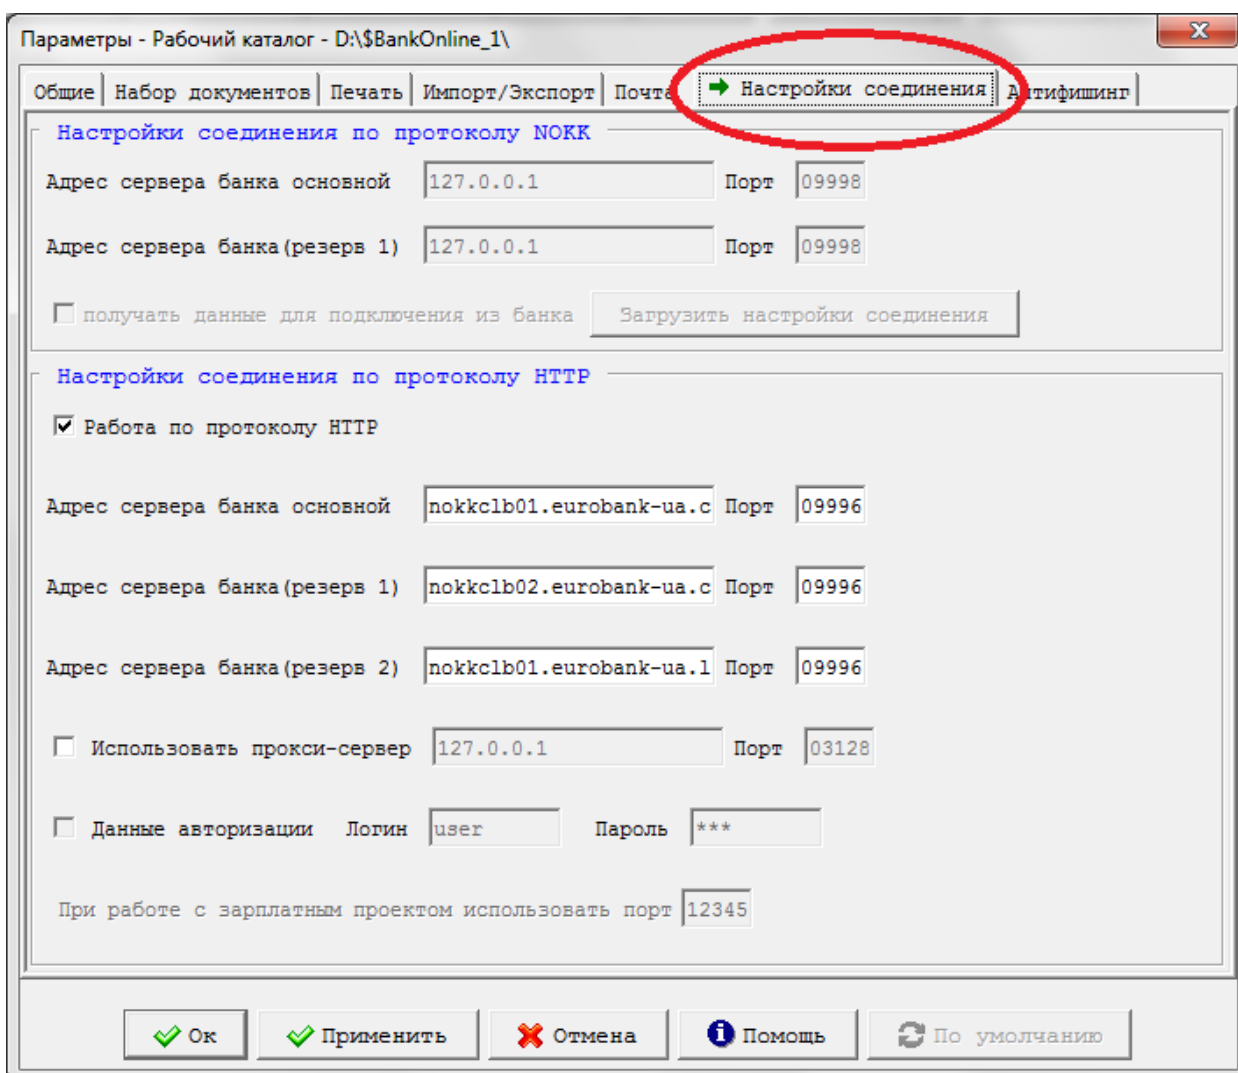 Параметры - Рабочий каталог - D:\$BankOnline_1\
Общие Набор документов Печать Импорт/Экспорт Почта Настройки соединения Антифишинг
Настройки соединения по протоколу NOKK
Адрес сервера банка основной 127.0.0.1 Порт 09998
Адрес сервера банка(резерв 1) 127.0.0.1 Порт 09998
получать данные для подключения из банка Загрузить настройки соединения
Настройки соединения по протоколу HTTP
Работа по протоколу HTTP
Адрес сервера банка основной nokkclb01.eurobank-ua.c Порт 09996
Адрес сервера банка(резерв 1) nokkclb02.eurobank-ua.c Порт 09996
Адрес сервера банка(резерв 2) nokkclb01.eurobank-ua.l Порт 09996
Использовать прокси-сервер 127.0.0.1 Порт 03128
Данные авторизации Логин user Пароль ***
При работе с зарплатным проектом использовать порт 12345
Ок Применить Отмена Помощь По умолчанию